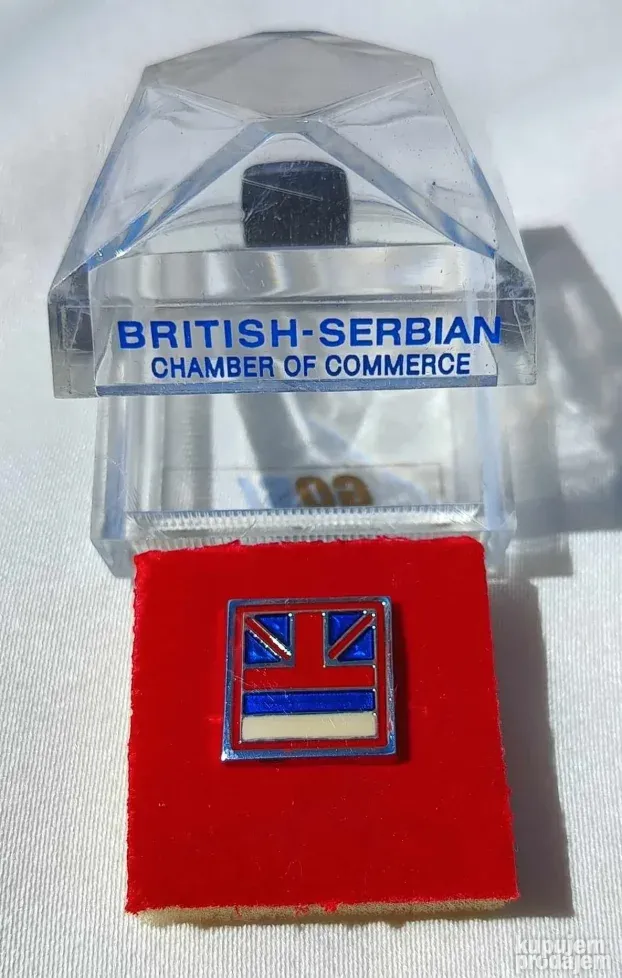 BRITISH-SERBIAN
CHAMBER OF COMMERCE
kupujem
prodajem